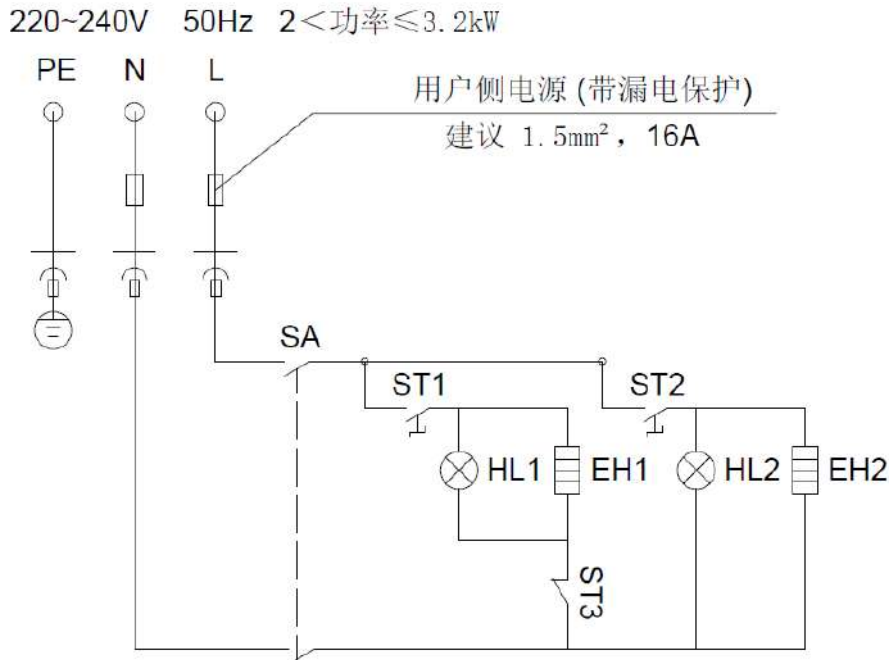 220~240V 50Hz 2＜功率≤3.2kW
PE N L
用户侧电源 (带漏电保护)
建议 1.5mm²，16A
SA
ST1 ST2
HL1 EH1 HL2 EH2
ST3